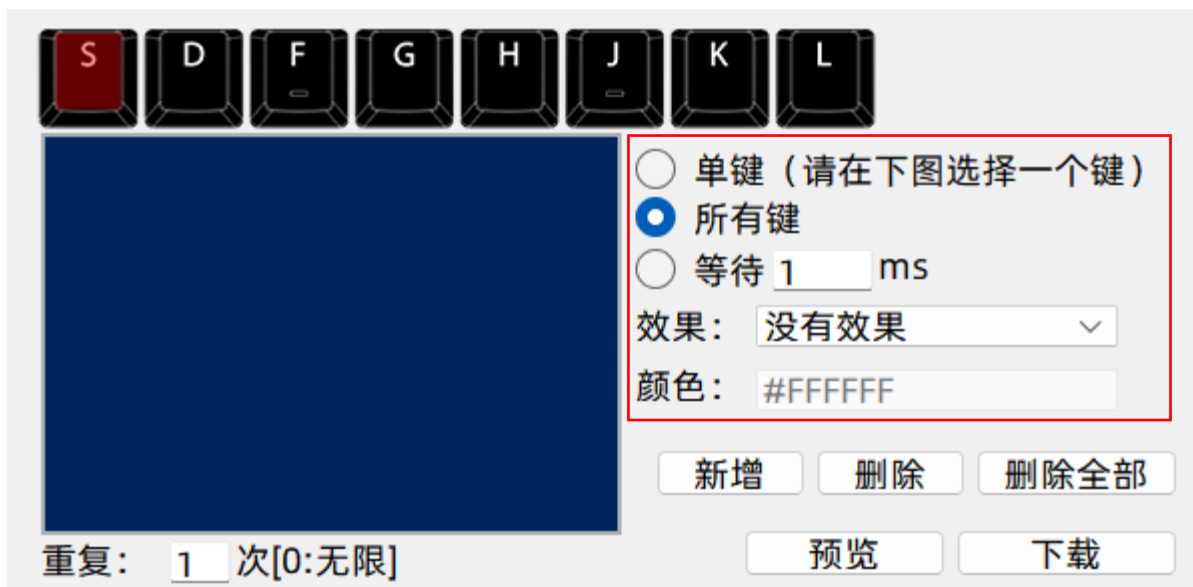 S D F G H J K L
单键（请在下图选择一个键）
所有键
等待 1 ms
效果： 没有效果
颜色： #FFFFFF
新增 删除 删除全部
重复： 1 次[0:无限] 预览 下载